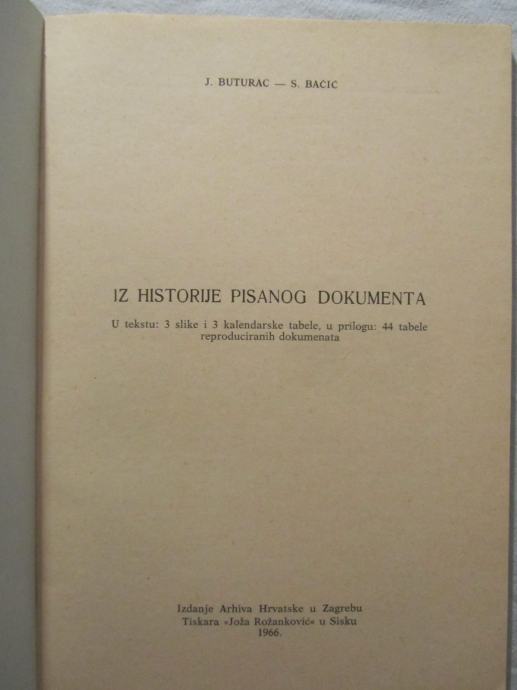 J. BUTURAC — S. BAČIĆ
IZ HISTORIJE PISANOG DOKUMENTA
U tekstu: 3 slike i 3 kalendarske tabele, u prilogu: 44 tabele
reproduciranih dokumenata
Izdanje Arhiva Hrvatske u Zagrebu
Tiskara »Joža Rožanković« u Sisku
1966.